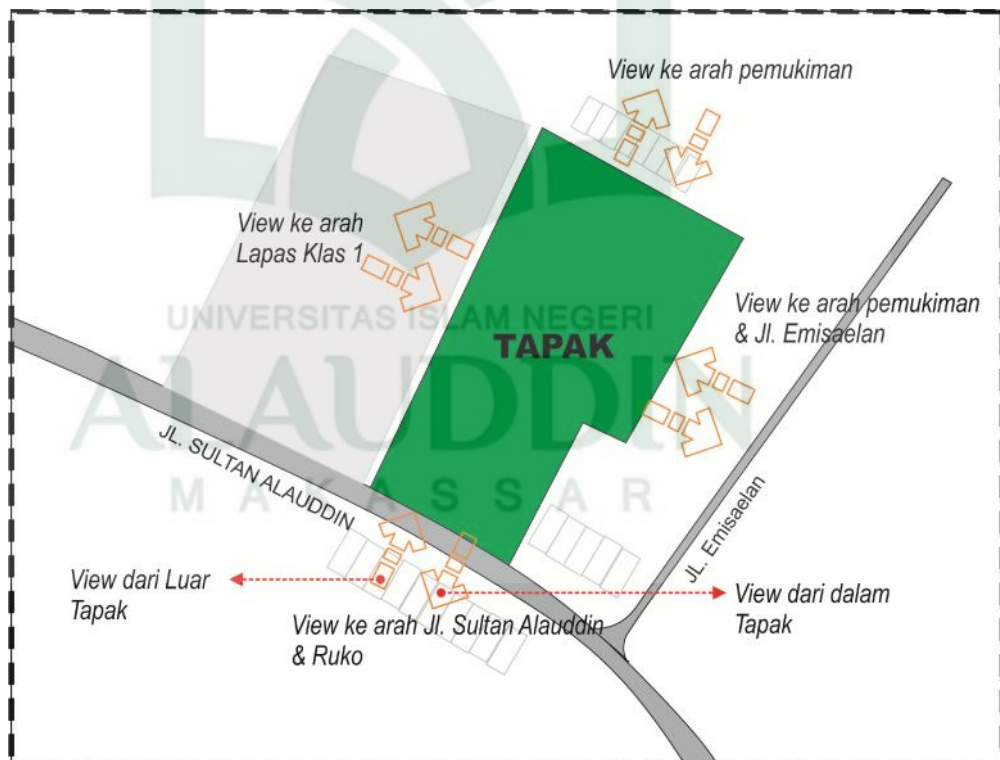 View ke arah pemukiman
View ke arah
Lapas Klas 1
UNIVERSITAS ISLAM NEGERI
View ke arah pemukiman
& Jl. Emisaelan
TAPAK
ALAUDDIN
JL. SULTAN ALAUDDIN
MAKASSAR
JL. Emisaelan
View dari Luar
Tapak
View ke arah Jl. Sultan Alauddin
& Ruko
View dari dalam
Tapak